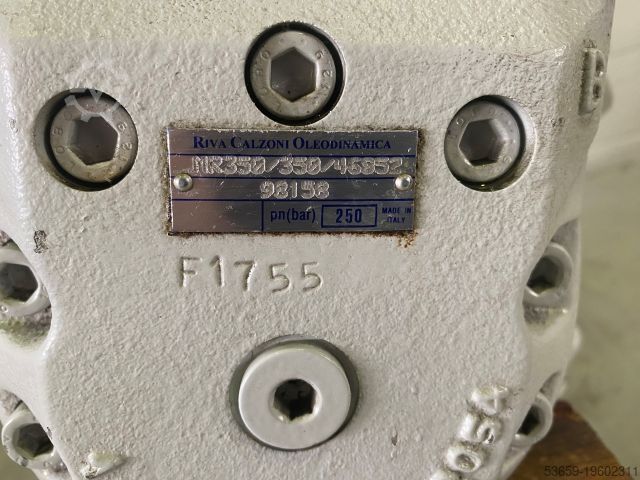 RIVA CALZONI OLEODINAMICA
MR350/350/46852
98158
pn(bar) 250 MADE IN ITALY
F1755
53659-19602311